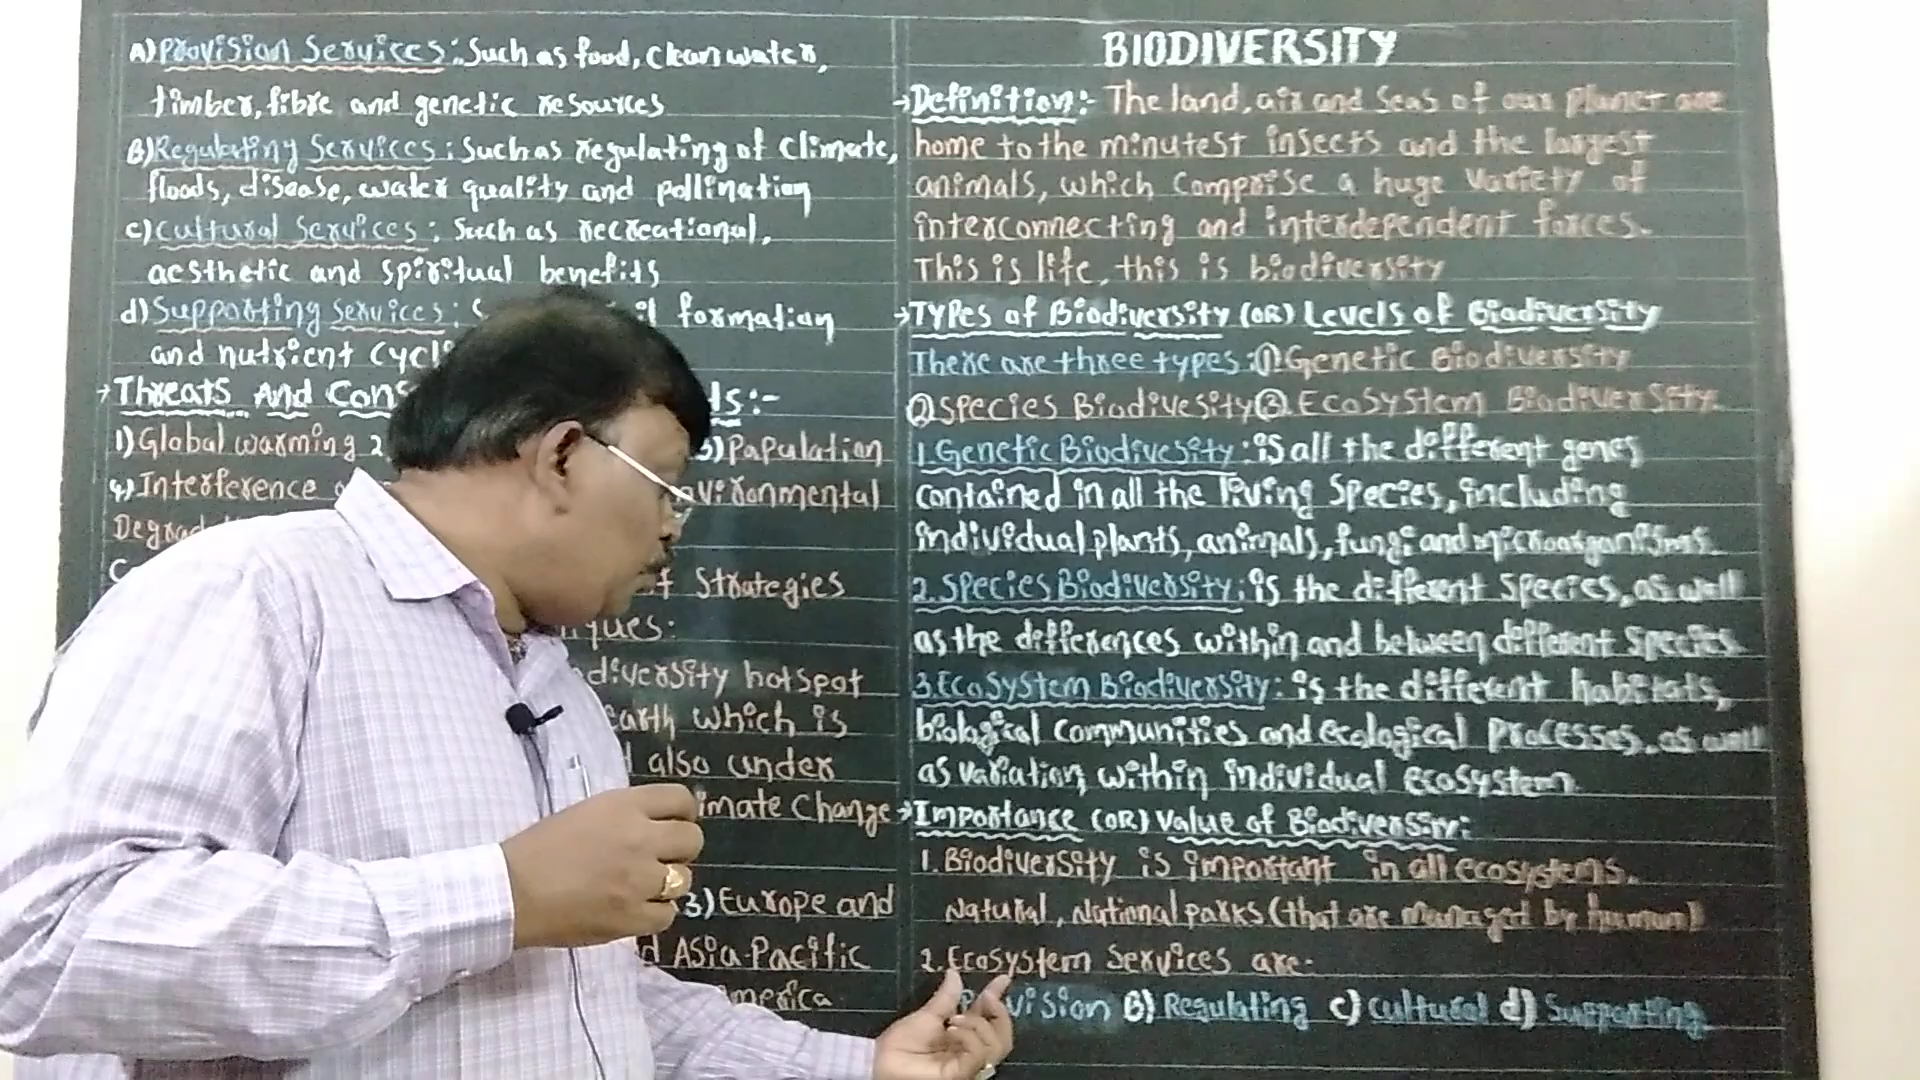 A) Provision Services: Such as food, clean water,
timber, fibre and genetic resources
B) Regulating Services: Such as regulating of climate,
floods, disease, water quality and pollination
C) Cultural Services: Such as recreational,
aesthetic and spiritual benefits
d) Supporting Services: formation
and nutrient
→ Threats And
1) Global warming 2 Papulation
4) Interference
Strategies
hotspot
which is
also under
Change
3) Europe and
Asia-Pacific
BIODIVERSITY
→ Definition:- The land, air and seas of our planet are
home to the minutest insects and the largest
animals, which comprise a huge variety of
interconnecting and interdependent forces.
This is life, this is biodiversity
→ Types of Biodiversity (OR) Levels of Biodiversity
There are three types: ① Genetic Biodiversity
② Species Biodivesity ③ Ecosystem Biodiversity.
1. Genetic Biodivesity: is all the different genes
contained in all the living species, including
individual plants, animals, fungi and microorganisms.
2. Species Biodiversity: is the different species, as well
as the differences within and between different species
3. Ecosystem Biodiversity: is the different habitats,
biological communities and ecological processes, as well
as variation within individual ecosystem.
→ Importance (OR) Value of Biodiversity:
1. Biodiversity is important in all ecosystems.
Natural, National parks (that are managed by human)
2. Ecosystem Services are:
B) Regulating C) Cultural d) Supporting